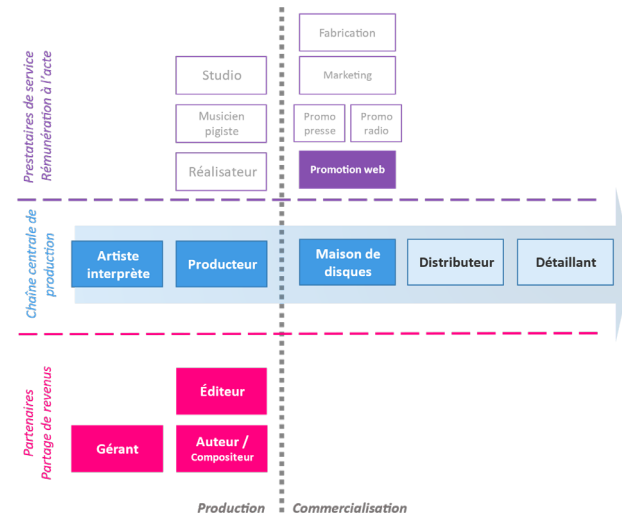 Prestataires de service
Rémunération à l'acte
Fabrication
Studio
Marketing
Musicien
pigiste
Promo
presse
Promo
radio
Réalisateur
Promotion web
Chaîne centrale de
production
Artiste
interprète
Producteur
Maison de
disques
Distributeur
Détaillant
Partenaires
Partage de revenus
Éditeur
Gérant
Auteur /
Compositeur
Production
Commercialisation